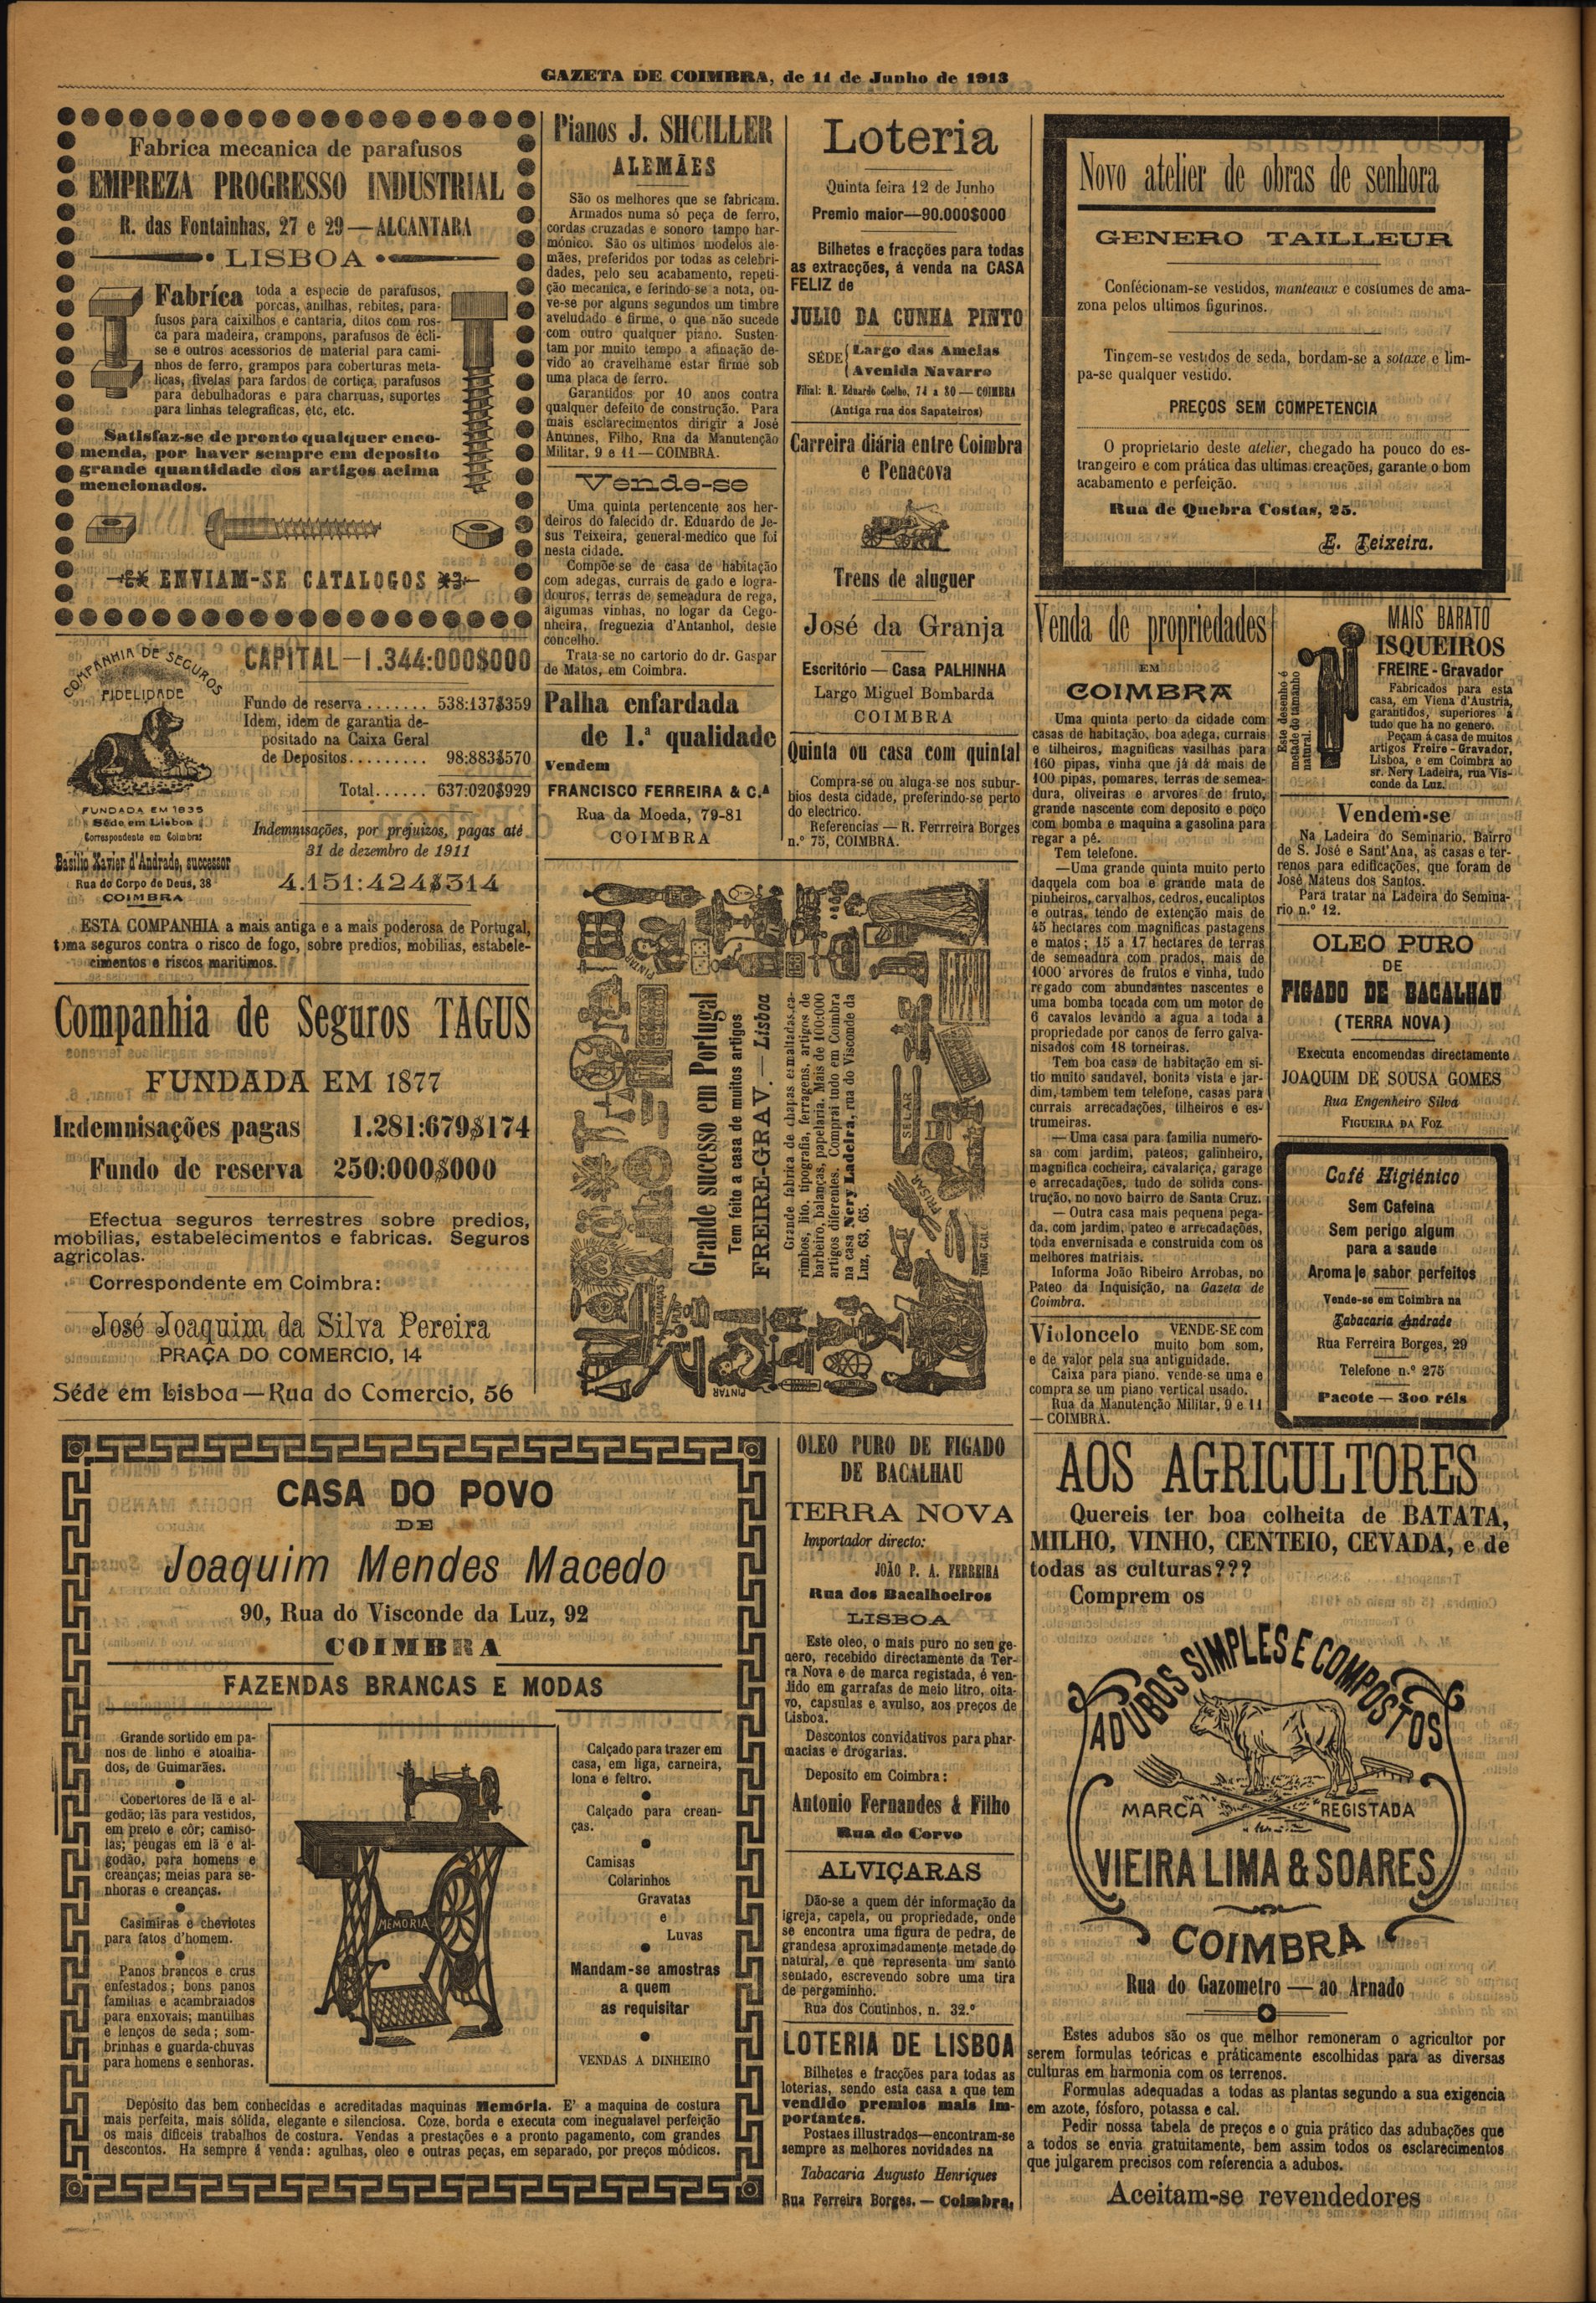 GAZETA DE COIMBRA, de 11 de Junho de 1913
Fabrica mecanica de parafusos
EMPREZA PROGRESSO INDUSTRIAL
R. das Fontainhas, 27 e 29—ALCANTARA
LISBOA
Fabríca toda a especie de parafusos,
porcas, anilhas, rebites, para-
fusos para caixilhos e cantaria, ditos com ros-
ca para madeira, crampons, parafusos de écli-
se e outros acessorios de material para cami-
nhos de ferro, grampos para coberturas meta-
licas, fivelas para fardos de cortiça, parafusos
para debulhadoras e para charruas, suportes
para linhas telegraficas, etc, etc.
Satisfaz-se de pronto qualquer enco-
menda, por haver sempre em deposito
grande quantidade dos artigos acima
mencionados.
ENVIAM-SE CATALOGOS
COMPANHIA DE SEGUROS
FIDELIDADE
FUNDADA EM 1835
Séde em Lisboa
Correspondente em Coimbra:
Basilio Xavier d'Andrade, successor
Rua do Corpo de Deus, 38
COIMBRA
CAPITAL—1.344:000$000
Fundo de reserva....... 538:137$359
Idem, idem de garantia de-
positado na Caixa Geral
de Depositos......... 98:883$570
Total...... 637:020$929
Indemnisações, por prejuizos, pagas até
31 de dezembro de 1911
4.151:424$314
ESTA COMPANHIA a mais antiga e a mais poderosa de Portugal,
toma seguros contra o risco de fogo, sobre predios, mobilias, estabele-
cimentos e riscos maritimos.
Companhia de Seguros TAGUS
FUNDADA EM 1877
Indemnisações pagas 1.281:679$174
Fundo de reserva 250:000$000
Efectua seguros terrestres sobre predios,
mobilias, estabelecimentos e fabricas. Seguros
agricolas.
Correspondente em Coimbra:
José Joaquim da Silva Pereira
PRAÇA DO COMERCIO, 14
Séde em Lisboa—Rua do Comercio, 56
Pianos J. SHCILLER
ALEMÃES
São os melhores que se fabricam.
Armados numa só peça de ferro,
cordas cruzadas e sonoro tampo har-
mónico. São os ultimos modelos ale-
mães, preferidos por todas as celebri-
dades, pelo seu acabamento, repeti-
ção mecanica, e ferindo-se a nota, ou-
ve-se por alguns segundos um timbre
aveludado e firme, o que não sucede
com outro qualquer piano. Susten-
tam por muito tempo a afinação de-
vido ao cravelhame estar firme sob
uma placa de ferro.
Garantidos por 10 anos contra
qualquer defeito de construção. Para
mais esclarecimentos dirigir a José
Antunes, Filho, Rua da Manutenção
Militar, 9 e 11—COIMBRA.
Vende-se
Uma quinta pertencente aos her-
deiros do falecido dr. Eduardo de Je-
sus Teixeira, general-medico que foi
nesta cidade.
Compõe-se de casa de habitação
com adegas, currais de gado e logra-
douros, terras de semeadura de rega,
algumas vinhas, no logar da Cego-
nheira, freguezia d'Antanhol, deste
concelho.
Trata-se no cartorio do dr. Gaspar
de Matos, em Coimbra.
Palha enfardada
de 1.ª qualidade
Vendem
FRANCISCO FERREIRA & C.ª
Rua da Moeda, 79-81
COIMBRA
Loteria
Quinta feira 12 de Junho
Premio maior—90.000$000
Bilhetes e fracções para todas
as extracções, á venda na CASA
FELIZ de
JULIO DA CUNHA PINTO
SÉDE { Largo das Ameias
Avenida Navarro
Filial: R. Eduardo Coelho, 74 a 80—COIMBRA
(Antiga rua dos Sapateiros)
Carreira diária entre Coimbra
e Penacova
Trens de aluguer
José da Granja
Escritório—Casa PALHINHA
Largo Miguel Bombarda
COIMBRA
Quinta ou casa com quintal
Compra-se ou aluga-se nos subur-
bios desta cidade, preferindo-se perto
do electrico.
Referencias—R. Ferrreira Borges
n.º 75, COIMBRA.
Grande sucesso em Portugal
Tem feito a casa de muitos artigos
FREIRE-GRAV.—Lisboa
Grande fabrica de chapas esmaltadas, ca-
rimbos, lito, tipografia, ferragens, artigos de
barbeiro, balanças, papelaria. Mais de 100:000
artigos diferentes. Comprai tudo em Coimbra
na casa Nery Ladeira, rua do Visconde da
Luz, 63, 65.
SELAR
FRISAR
PINTAR
Novo atelier de obras de senhora
GENERO TAILLEUR
Confécionam-se vestidos, manteaux e costumes de ama-
zona pelos ultimos figurinos.
Tingem-se vestidos de seda, bordam-se a sotaxe e lim-
pa-se qualquer vestido.
PREÇOS SEM COMPETENCIA
O proprietario deste atelier, chegado ha pouco do es-
trangeiro e com prática das ultimas creações, garante o bom
acabamento e perfeição.
Rua de Quebra Costas, 25.
E. Teixeira.
Venda de propriedades
EM
COIMBRA
Uma quinta perto da cidade com
casas de habitação, boa adega, currais
e tilheiros, magnificas vasilhas para
160 pipas, vinha que já dá mais de
100 pipas, pomares, terras de semea-
dura, oliveiras e arvores de fruto,
grande nascente com deposito e poço
com bomba e maquina a gasolina para
regar a pé.
Tem telefone.
—Uma grande quinta muito perto
daquela com boa e grande mata de
pinheiros, carvalhos, cedros, eucaliptos
e outras, tendo de extenção mais de
45 hectares com magnificas pastagens
e matos; 15 a 17 hectares de terras
de semeadura com prados, mais de
1000 arvores de frutos e vinha, tudo
regado com abundantes nascentes e
uma bomba tocada com um motor de
6 cavalos levando a agua a toda a
propriedade por canos de ferro galva-
nisados com 18 torneiras.
Tem boa casa de habitação em si-
tio muito saudavel, bonita vista e jar-
dim, tambem tem telefone, casas para
currais arrecadações, tilheiros e es-
trumeiras.
—Uma casa para familia numero-
sa com jardim, pateos, galinheiro,
magnifica cocheira, cavalariça, garage
e arrecadações, tudo de solida cons-
trução, no novo bairro de Santa Cruz.
—Outra casa mais pequena pega-
da, com jardim, pateo e arrecadações,
toda envernisada e construida com os
melhores matriais.
Informa João Ribeiro Arrobas, no
Pateo da Inquisição, na Gazeta de
Coimbra.
Violoncelo VENDE-SE com
muito bom som,
e de valor pela sua antiguidade.
Caixa para piano, vende-se uma e
compra se um piano vertical usado.
Rua da Manutenção Militar, 9 e 11
—COIMBRA.
MAIS BARATO
ISQUEIROS
FREIRE-Gravador
Este desenho é
metade do tamanho
natural.
Fabricados para esta
casa, em Viena d'Austria,
garantidos, superiores a
tudo que ha no genero.
Peçam á casa de muitos
artigos Freire-Gravador,
Lisboa, e em Coimbra ao
sr. Nery Ladeira, rua Vis-
conde da Luz.
Vendem-se
Na Ladeira do Seminario, Bairro
de S. José e Sant'Ana, as casas e ter-
renos para edificações, que foram de
José Mateus dos Santos.
Para tratar na Ladeira do Semina-
rio n.º 12.
OLEO PURO
DE
FIGADO DE BACALHAU
(TERRA NOVA)
Executa encomendas directamente
JOAQUIM DE SOUSA GOMES
Rua Engenheiro Silva
FIGUEIRA DA FOZ
Café Higiénico
Sem Cafeina
Sem perigo algum
para a saude
Aroma e sabor perfeitos
Vende-se em Coimbra na
Tabacaria Andrade
Rua Ferreira Borges, 29
Telefone n.º 275
Pacote—300 réis
CASA DO POVO
DE
Joaquim Mendes Macedo
90, Rua do Visconde da Luz, 92
COIMBRA
FAZENDAS BRANCAS E MODAS
Grande sortido em pa-
nos de linho e atoalha-
dos, de Guimarães.
Cobertores de lã e al-
godão; lãs para vestidos,
em preto e côr; camiso-
las; peugas em lã e al-
godão, para homens e
creanças; meias para se-
nhoras e creanças.
Casimiras e cheviotes
para fatos d'homem.
Panos brancos e crus
enfestados; bons panos
familias e acambraiados
para enxovais; mantilhas
e lenços de seda; som-
brinhas e guarda-chuvas
para homens e senhoras.
MEMORIA
Calçado para trazer em
casa, em liga, carneira,
lona e feltro.
Calçado para crean-
ças.
Camisas
Colarinhos
Gravatas
e
Luvas
Mandam-se amostras
a quem
as requisitar
VENDAS A DINHEIRO
Depósito das bem conhecidas e acreditadas maquinas Memória. E' a maquina de costura
mais perfeita, mais sólida, elegante e silenciosa. Coze, borda e executa com inegualavel perfeição
os mais dificeis trabalhos de costura. Vendas a prestações e a pronto pagamento, com grandes
descontos. Ha sempre á venda: agulhas, oleo e outras peças, em separado, por preços módicos.
OLEO PURO DE FIGADO
DE BACALHAU
TERRA NOVA
Importador directo:
JOÃO P. A. FERREIRA
Rua dos Bacalhoeiros
LISBOA
Este oleo, o mais puro no seu ge-
nero, recebido directamente da Ter-
ra Nova e de marca registada, é ven-
dido em garrafas de meio litro, oita-
vo, capsulas e avulso, aos preços de
Lisboa.
Descontos convidativos para phar-
macias e drogarias.
Deposito em Coimbra:
Antonio Fernandes & Filho
Rua do Corvo
ALVIÇARAS
Dão-se a quem dér informação da
igreja, capela, ou propriedade, onde
se encontra uma figura de pedra, de
grandesa aproximadamente metade do
natural, e que representa um santo
sentado, escrevendo sobre uma tira
de pergaminho.
Rua dos Coutinhos, n. 32.º
LOTERIA DE LISBOA
Bilhetes e fracções para todas as
loterias, sendo esta casa a que tem
vendido premios mais im-
portantes.
Postaes illustrados—encontram-se
sempre as melhores novidades na
Tabacaria Augusto Henriques
Rua Ferreira Borges.—Coimbra,
AOS AGRICULTORES
Quereis ter boa colheita de BATATA,
MILHO, VINHO, CENTEIO, CEVADA, e de
todas as culturas???
Comprem os
ADUBOS SIMPLES E COMPOSTOS
MARCA REGISTADA
VIEIRA LIMA & SOARES
COIMBRA
Rua do Gazometro—ao Arnado
Estes adubos são os que melhor remoneram o agricultor por
serem formulas teóricas e práticamente escolhidas para as diversas
culturas em harmonia com os terrenos.
Formulas adequadas a todas as plantas segundo a sua exigencia
em azote, fósforo, potassa e cal.
Pedir nossa tabela de preços e o guia prático das adubações que
a todos se envia gratuitamente, bem assim todos os esclarecimentos
que julgarem precisos com referencia a adubos.
Aceitam-se revendedores